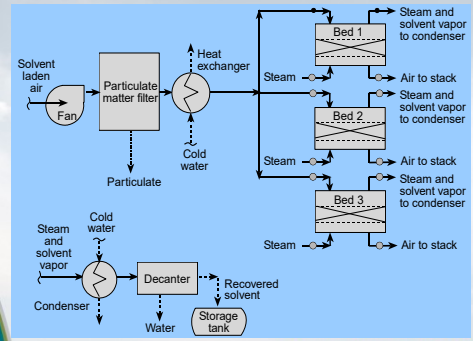 Solvent
laden
air
Fan
Particulate
matter filter
Particulate
Heat
exchanger
Cold
water
Bed 1
Steam
Steam and
solvent vapor
to condenser
Air to stack
Bed 2
Steam
Steam and
solvent vapor
to condenser
Air to stack
Bed 3
Steam
Steam and
solvent vapor
to condenser
Air to stack
Steam
and
solvent
vapor
Cold
water
Condenser
Decanter
Water
Recovered
solvent
Storage
tank